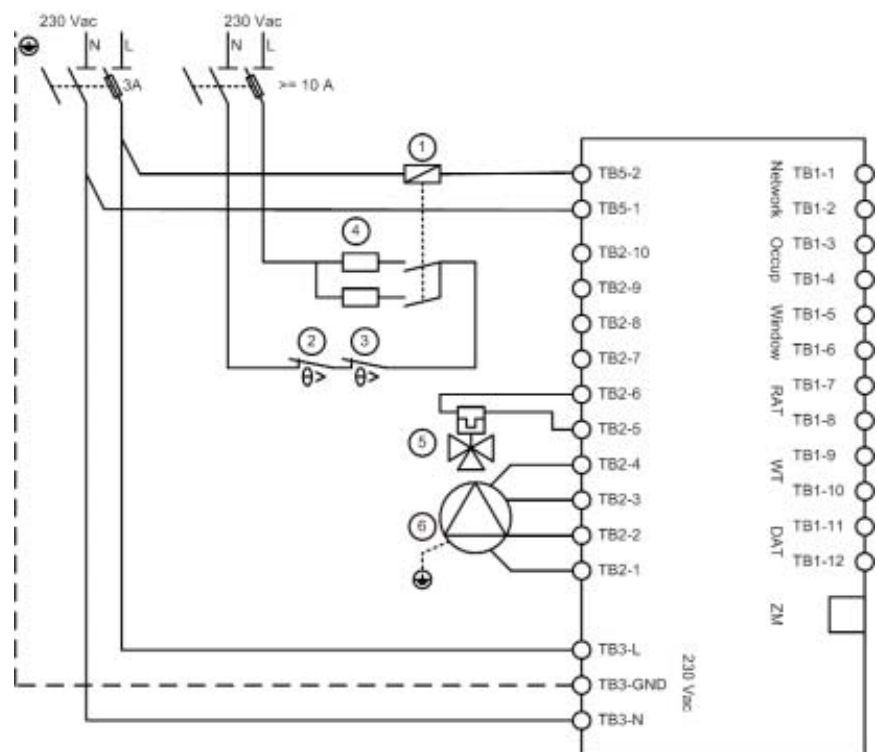 230 Vac
230 Vac
N
L
N
L
3A
>= 10 A
1
TB5-2
TB5-1
4
TB2-10
TB2-9
TB2-8
2
3
TB2-7
θ>
θ>
TB2-6
TB2-5
5
TB2-4
TB2-3
6
TB2-2
TB2-1
TB3-L
TB3-GND
TB3-N
230 Vac
Network
Occup
Window
RAT
WT
DAT
ZM
TB1-1
TB1-2
TB1-3
TB1-4
TB1-5
TB1-6
TB1-7
TB1-8
TB1-9
TB1-10
TB1-11
TB1-12